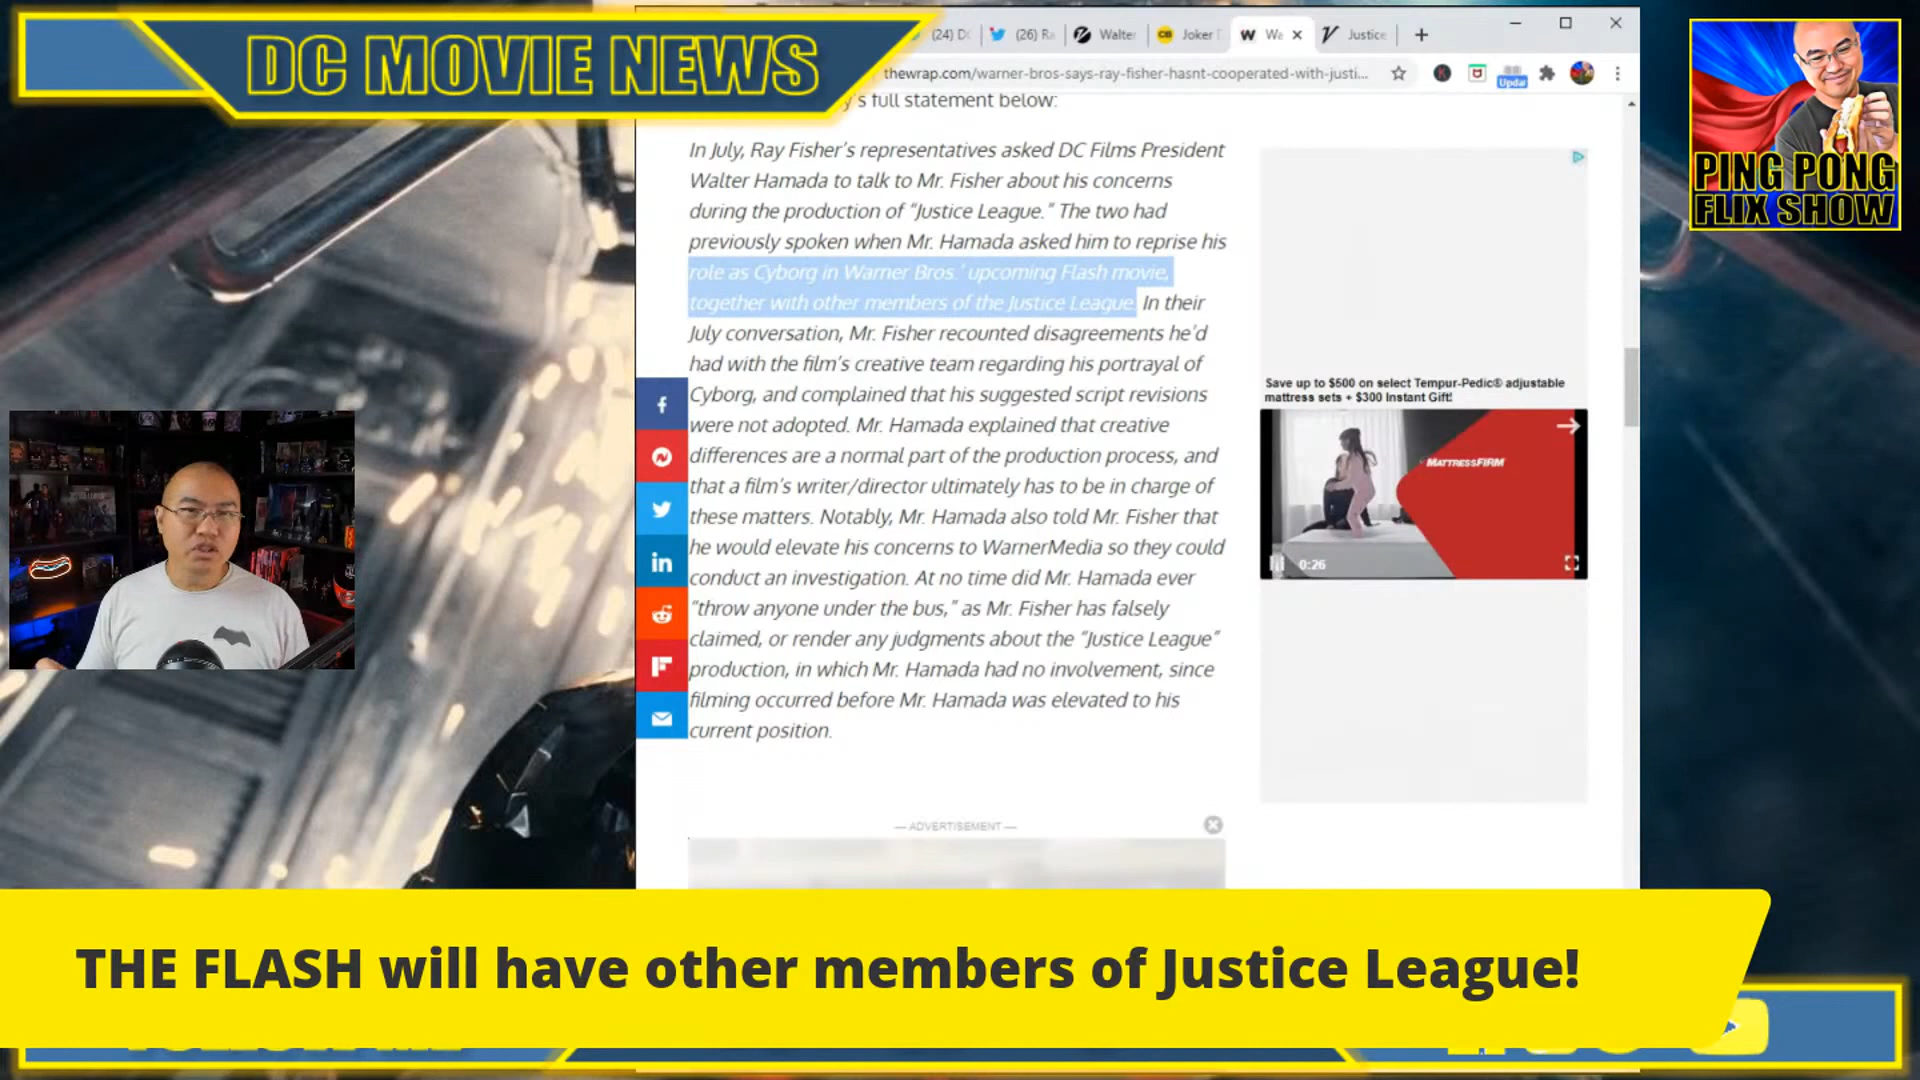 DC MOVIE NEWS
(24) D
(26) Ra
Walter
Joker
Wa
Justice
thewrap.com/warner-bros-says-ray-fisher-hasnt-cooperated-with-justi...
Updat
y's full statement below:
In July, Ray Fisher's representatives asked DC Films President
Walter Hamada to talk to Mr. Fisher about his concerns
during the production of “Justice League.” The two had
previously spoken when Mr. Hamada asked him to reprise his
role as Cyborg in Warner Bros.' upcoming Flash movie,
together with other members of the Justice League. In their
July conversation, Mr. Fisher recounted disagreements he'd
had with the film's creative team regarding his portrayal of
Cyborg, and complained that his suggested script revisions
were not adopted. Mr. Hamada explained that creative
differences are a normal part of the production process, and
that a film's writer/director ultimately has to be in charge of
these matters. Notably, Mr. Hamada also told Mr. Fisher that
he would elevate his concerns to WarnerMedia so they could
conduct an investigation. At no time did Mr. Hamada ever
“throw anyone under the bus,” as Mr. Fisher has falsely
claimed, or render any judgments about the “Justice League”
production, in which Mr. Hamada had no involvement, since
filming occurred before Mr. Hamada was elevated to his
current position.
— ADVERTISEMENT —
Save up to $500 on select Tempur-Pedic® adjustable
mattress sets + $300 Instant Gift!
MATTRESSFIRM
0:26
PING PONG
FLIX SHOW
THE FLASH will have other members of Justice League!